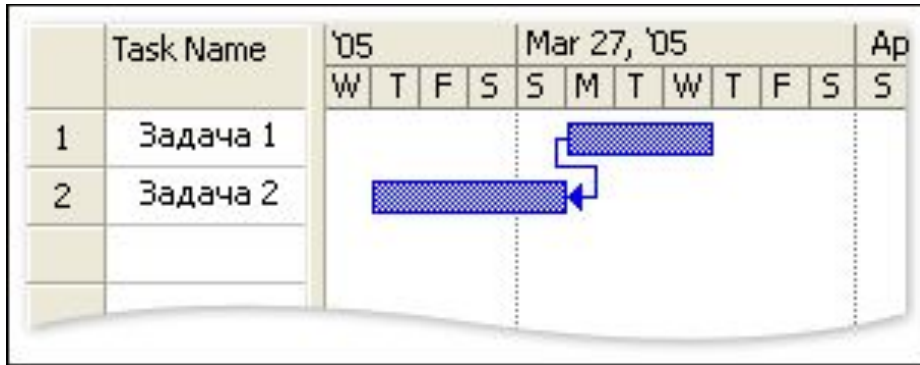 Task Name '05 Mar 27, '05 Ap
W T F S S M T W T F S S
1 Задача 1
2 Задача 2